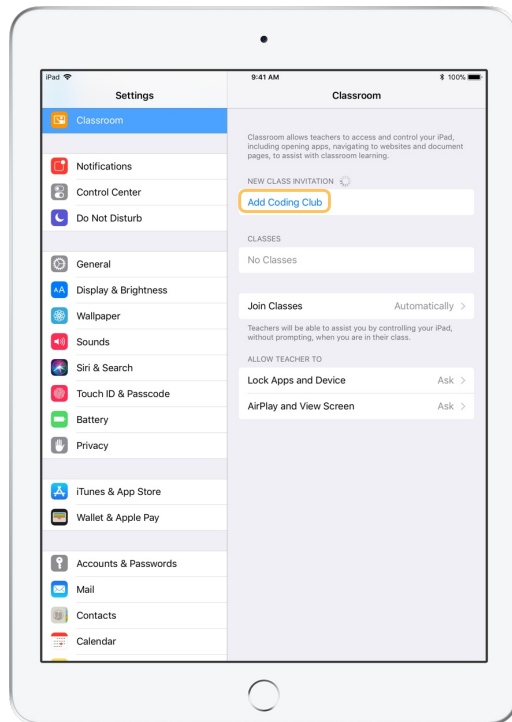 iPad 9:41 AM 100%
Settings
Classroom
Classroom
Notifications
Control Center
Do Not Disturb
General
AA Display & Brightness
Wallpaper
Sounds
Siri & Search
Touch ID & Passcode
Battery
Privacy
iTunes & App Store
Wallet & Apple Pay
Accounts & Passwords
Mail
Contacts
Calendar
Classroom allows teachers to access and control your iPad,
including opening apps, navigating to websites and document
pages, to assist with classroom learning.
NEW CLASS INVITATION
Add Coding Club
CLASSES
No Classes
Join Classes Automatically
Teachers will be able to assist you by controlling your iPad,
without prompting, when you are in their class.
ALLOW TEACHER TO
Lock Apps and Device Ask
AirPlay and View Screen Ask